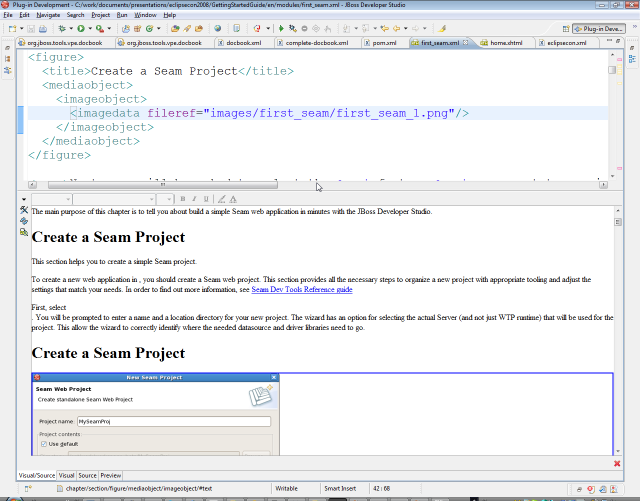 Plug-in Development - C:/work/documents/presentations/eclipsecon2008/GettingStartedGuide/en/modules/first_seam.xml - JBoss Developer Studio
File Edit Navigate Search Project Run Window Help
Plug-in Deve...
org.jboss.tools.vpe.docbook org.jboss.tools.vpe.docbook docbook.xml complete-docbook.xml pom.xml first_seam.xml home.xhtml eclipsecon.xml
<figure>
<title>Create a Seam Project</title>
<mediaobject>
<imageobject>
<imagedata fileref="images/first_seam/first_seam_1.png"/>
</imageobject>
</mediaobject>
</figure>
The main purpose of this chapter is to tell you about build a simple Seam web application in minutes with the JBoss Developer Studio.
Create a Seam Project
This section helps you to create a simple Seam project.
To create a new web application in , you should create a Seam web project. This section provides all the necessary steps to organize a new project with appropriate tooling and adjust the
settings that match your needs. In order to find out more information, see Seam Dev Tools Reference guide
First, select
. You will be prompted to enter a name and a location directory for your new project. The wizard has an option for selecting the actual Server (and not just WTP runtime) that will be used for the
project. This allow the wizard to correctly identify where the needed datasource and driver libraries need to go.
Create a Seam Project
New Seam Project
Seam Web Project
Create standalone Seam Web Project
Project name MySeamProj
Project contents
Use default
Visual/Source Visual Source Preview
chapter/section/figure/mediaobject/imageobject/#text Writable Smart Insert 42 : 68